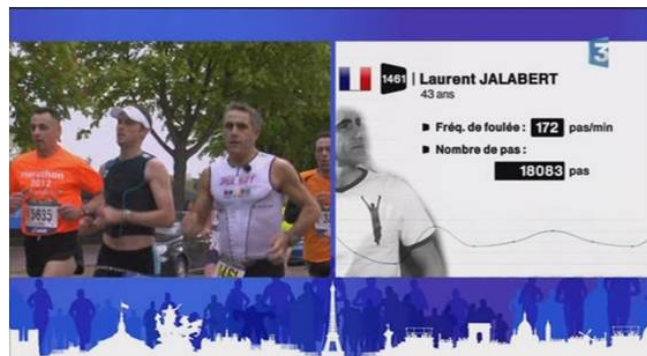 3
1461 Laurent JALABERT
43 ans
Fréq. de foulée : 172 pas/min
Nombre de pas :
18083 pas
marathon
2012
5635
1461